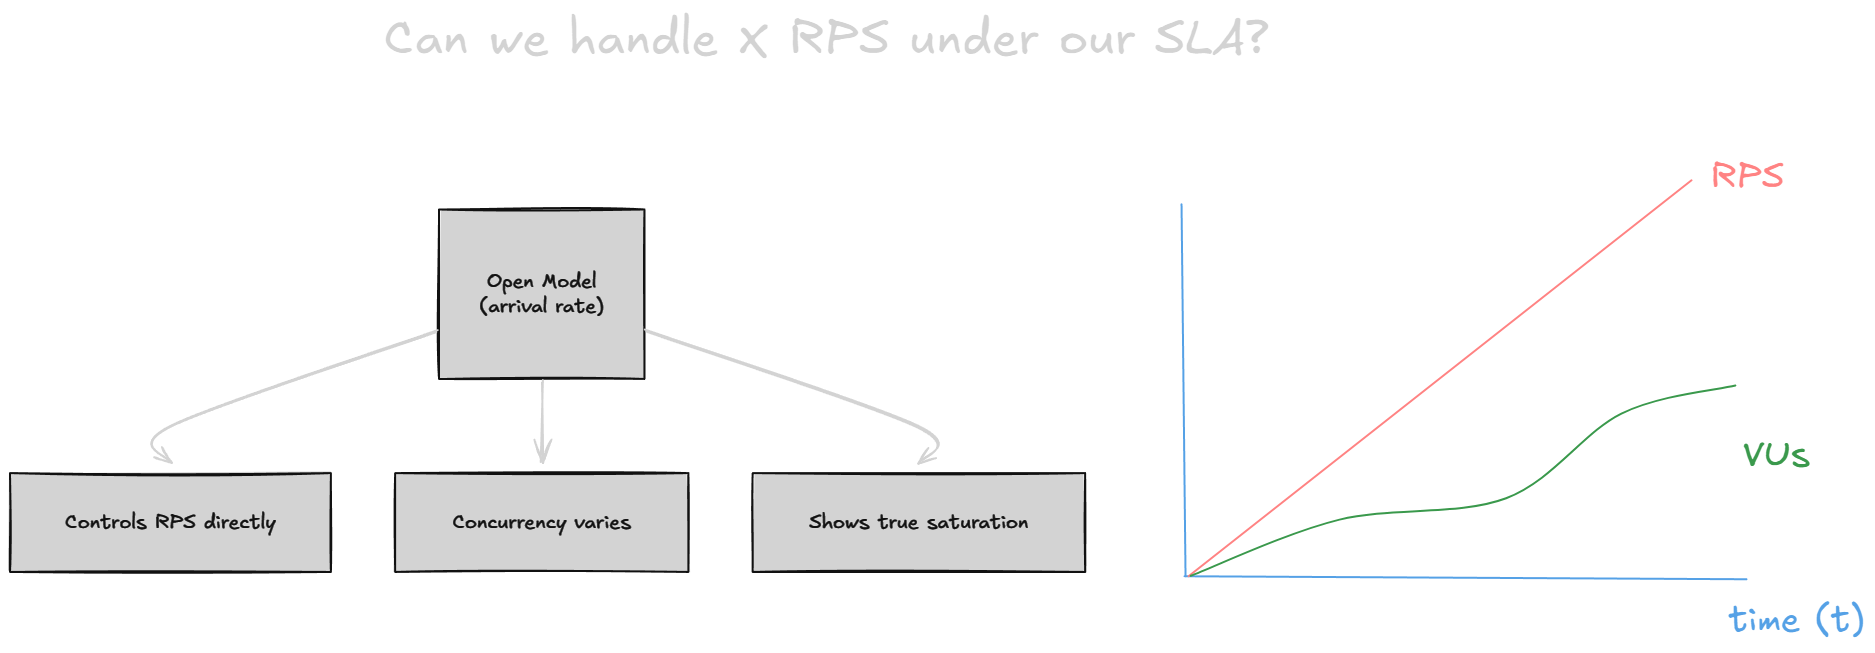 Can we handle X RPS under our SLA?
Open Model
(arrival rate)
Controls RPS directly
Concurrency varies
Shows true saturation
RPS
VUs
time (t)